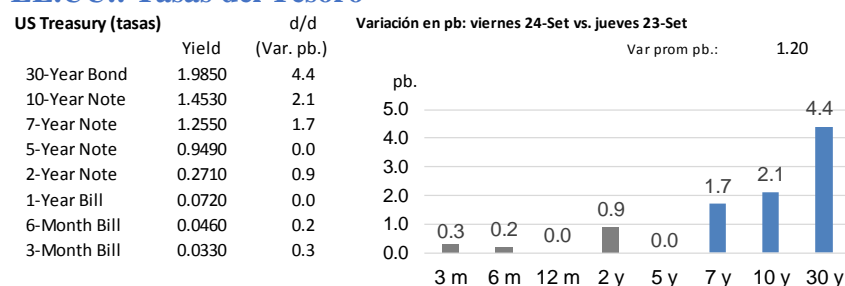 EE.UU.: Tasas del Tesoro
US Treasury (tasas) d/d Variación en pb: viernes 24-Set vs. jueves 23-Set
Yield (Var. pb.) Var prom pb.: 1.20
30-Year Bond 1.9850 4.4
10-Year Note 1.4530 2.1
7-Year Note 1.2550 1.7
5-Year Note 0.9490 0.0
2-Year Note 0.2710 0.9
1-Year Bill 0.0720 0.0
6-Month Bill 0.0460 0.2
3-Month Bill 0.0330 0.3
pb.
5.0
4.0
3.0
2.0
1.0
0.0
0.3 0.2 0.0 0.9 0.0 1.7 2.1 4.4
3 m 6 m 12 m 2 y 5 y 7 y 10 y 30 y